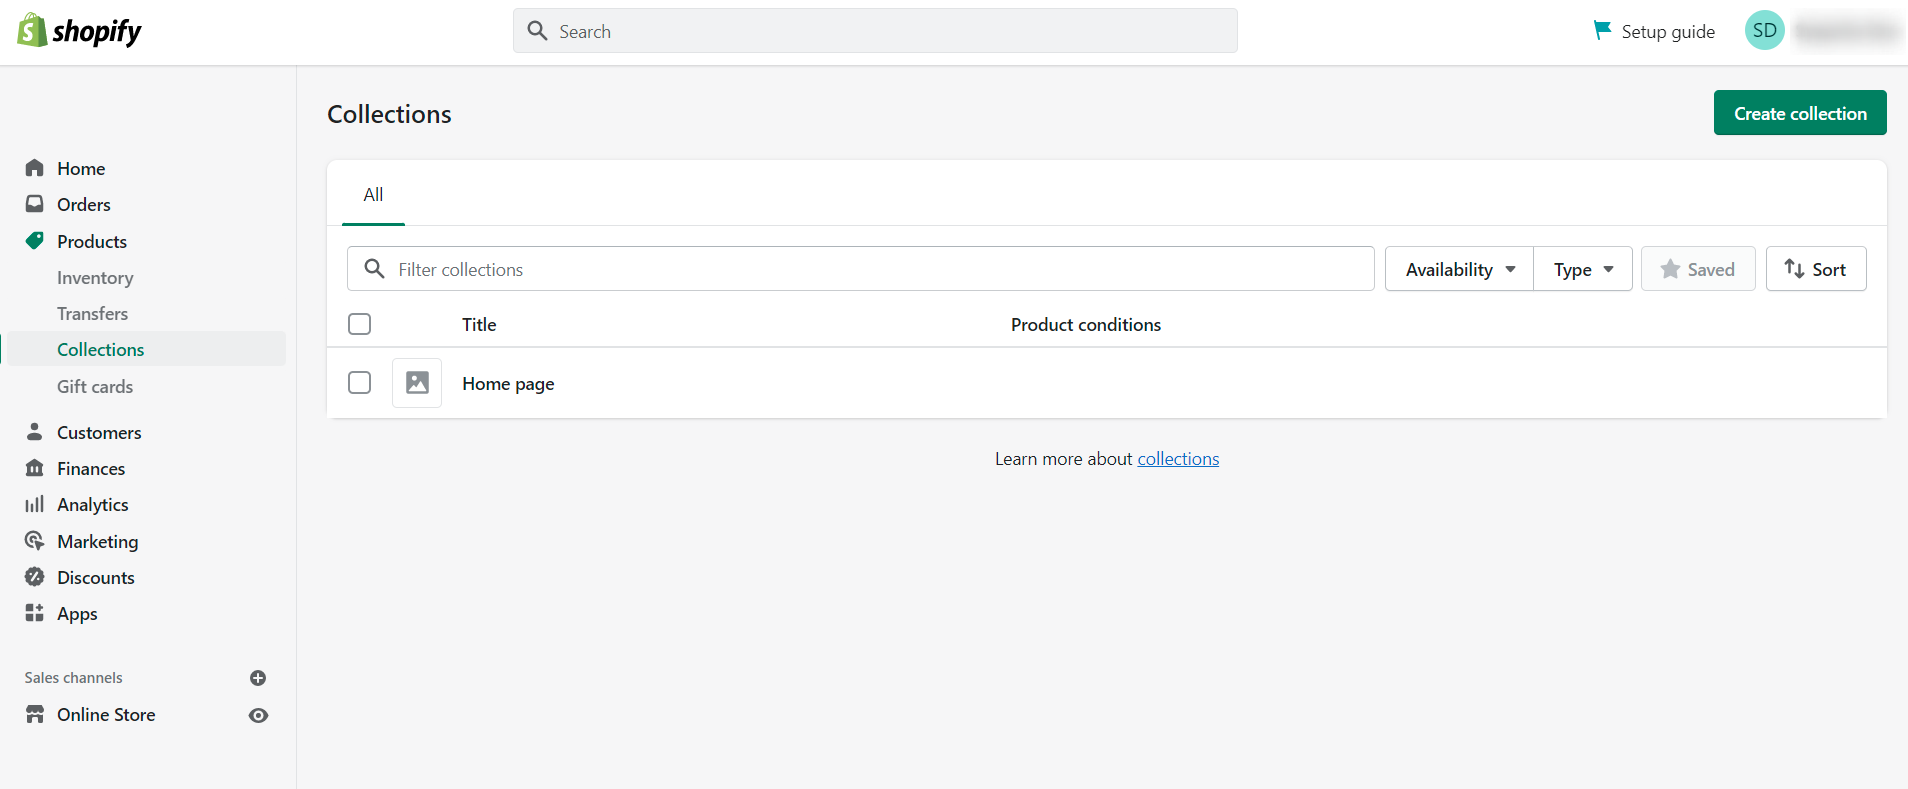 shopify
Search
Setup guide
SD
Collections
Create collection
Home
Orders
Products
Inventory
Transfers
Collections
Gift cards
Customers
Finances
Analytics
Marketing
Discounts
Apps
Sales channels
Online Store
All
Filter collections
Availability
Type
Saved
Sort
Title
Product conditions
Home page
Learn more about collections